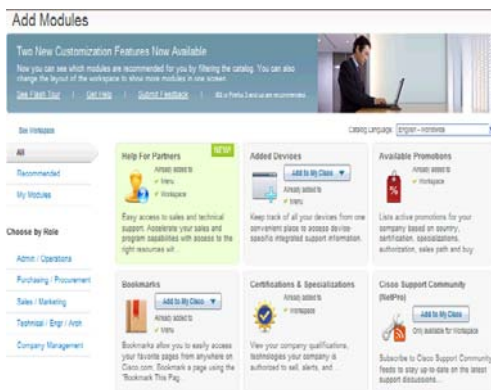 Add Modules
Two New Customization Features Now Available
Now you can see which modules are recommended for you by filtering the catalog. You can also
change the layout of the workspace to show more modules in one screen.
See Flash Tour | Get Help | Submit Feedback | IE8 or Firefox 3 and up are recommended.
See Workspace
Catalog Language: English - Worldwide
All
Recommended
My Modules
Choose by Role
Admin / Operations
Purchasing / Procurement
Sales / Marketing
Technical / Engr / Arch
Company Management
Help For Partners
NEW!
Already added to
Menu
Workspace
Easy access to sales and technical
support. Accelerate your sales and
program capabilities with access to the
right resources wit...
Added Devices
Add to My Cisco
Already added to
Menu
Keep track of all your devices from one
convenient place to access device-
specific integrated support information.
Available Promotions
Already added to
Workspace
Lists active promotions for your
company based on country,
certification, specializations,
authorization, sales path and buy
Bookmarks
Add to My Cisco
Already added to
Menu
Bookmarks allow you to easily access
your favorite pages from anywhere on
Cisco.com. Bookmark a page using the
"Bookmark This Pag...
Certifications & Specializations
Already added to
Workspace
View your company qualifications,
technologies your company is
authorized to sell, alerts, and...
Cisco Support Community
(NetPro)
Add to My Cisco
Only available for Workspace
Subscribe to Cisco Support Community
feeds to stay up-to-date on the latest
support discussions...